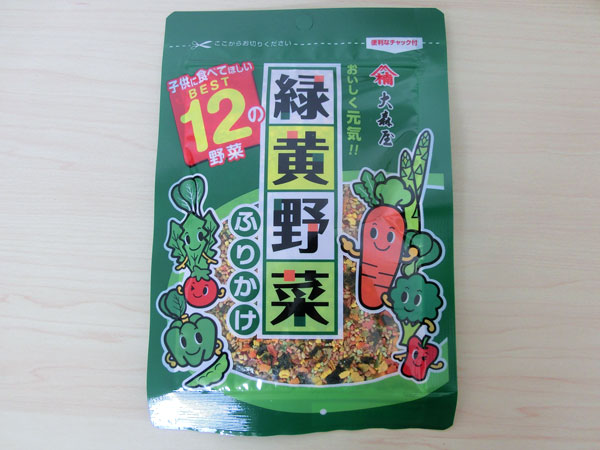 ここからお切りください
便利なチャック付
子供に食べてほしい
BEST
12の
野菜
緑黄野菜
ふりかけ
おいしく元気!!
大森屋